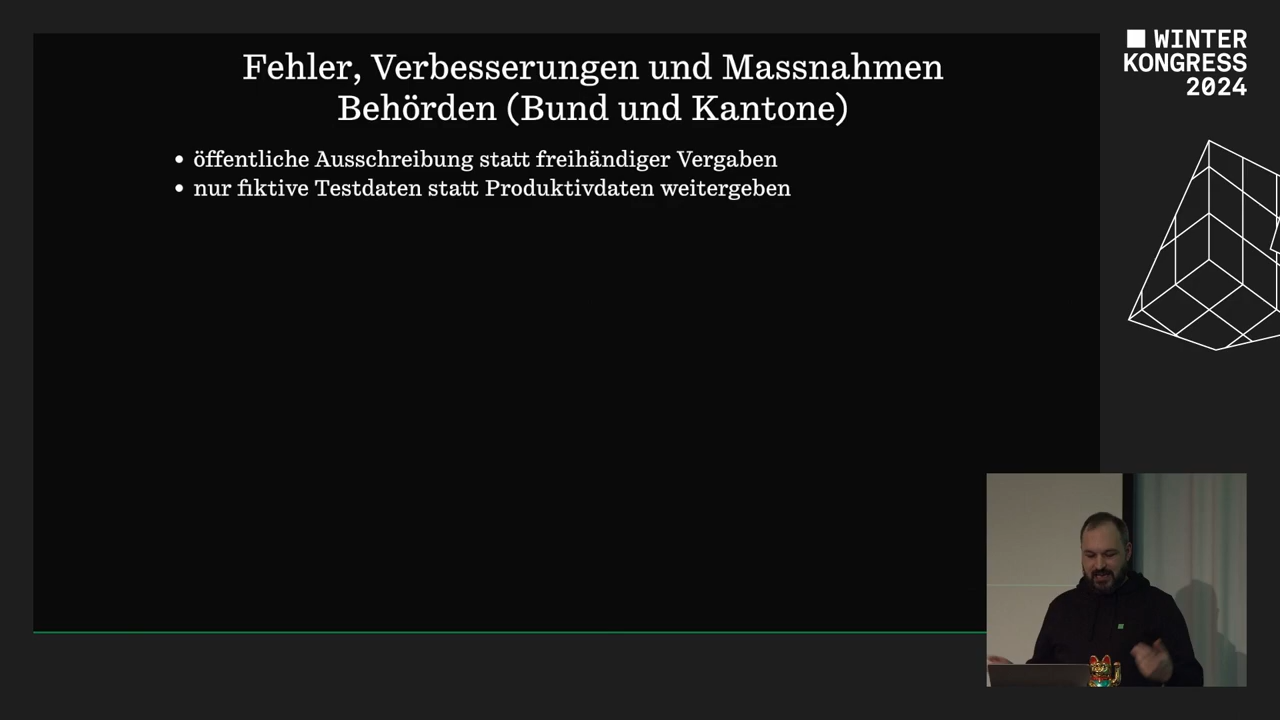 Fehler, Verbesserungen und Massnahmen
Behörden (Bund und Kantone)
• öffentliche Ausschreibung statt freihändiger Vergaben
• nur fiktive Testdaten statt Produktivdaten weitergeben
WINTER
KONGRESS
2024